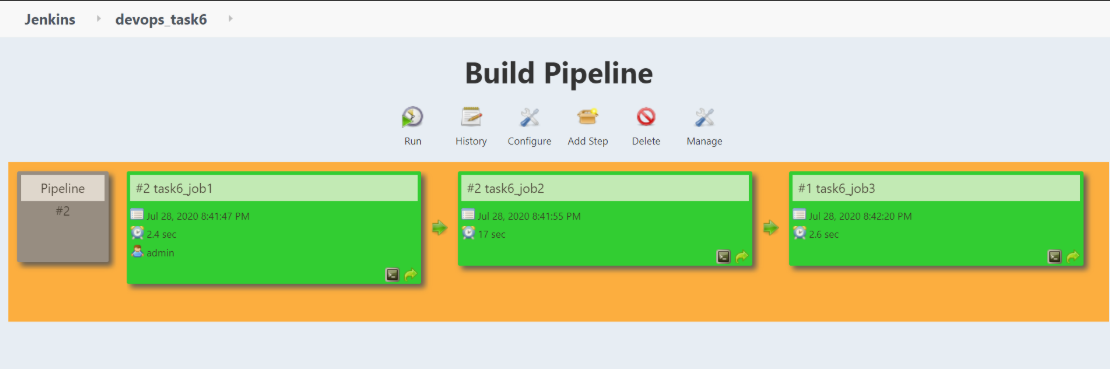 Jenkins devops_task6
Build Pipeline
Run History Configure Add Step Delete Manage
Pipeline
#2
#2 task6_job1
Jul 28, 2020 8:41:47 PM
2.4 sec
admin
#2 task6_job2
Jul 28, 2020 8:41:55 PM
17 sec
#1 task6_job3
Jul 28, 2020 8:42:20 PM
2.6 sec